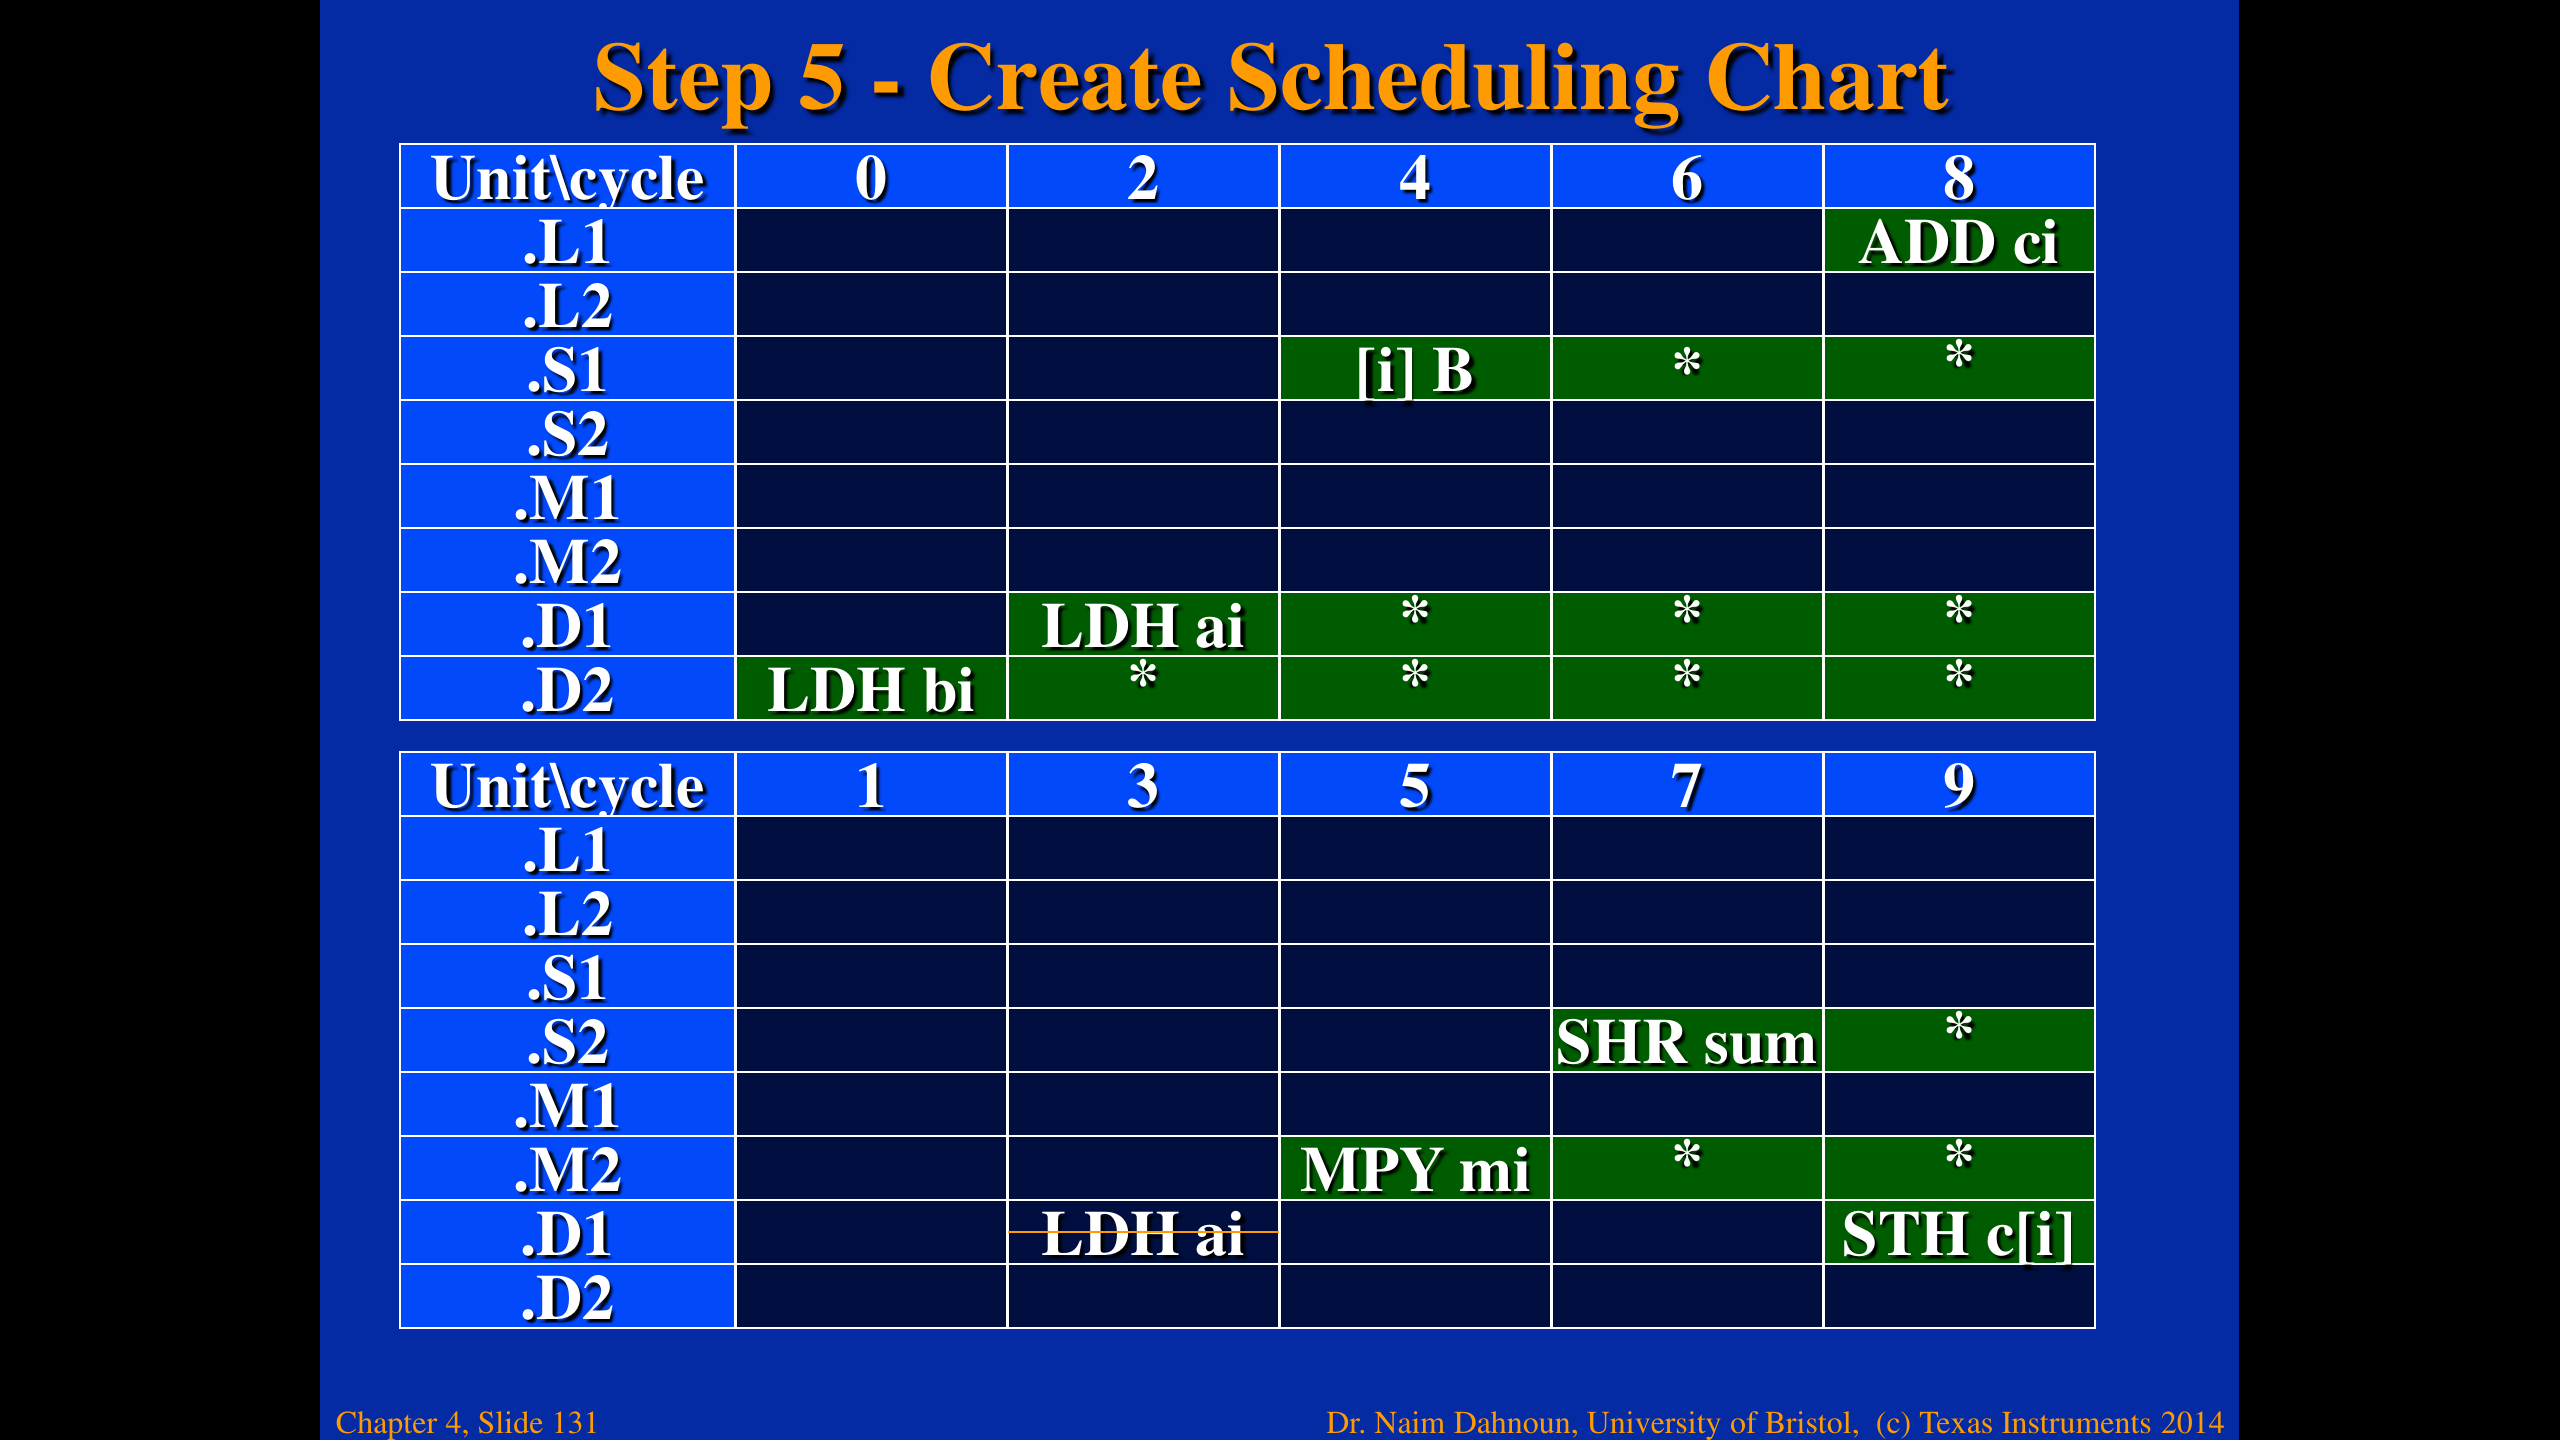 Step 5 - Create Scheduling Chart
Unit\cycle 0 2 4 6 8
.L1 ADD ci
.L2
.S1 [i] B * *
.S2
.M1
.M2
.D1 LDH ai * * *
.D2 LDH bi * * * *
Unit\cycle 1 3 5 7 9
.L1
.L2
.S1
.S2 SHR sum *
.M1
.M2 MPY mi * *
.D1 LDH ai STH c[i]
.D2
Chapter 4, Slide 131 Dr. Naim Dahnoun, University of Bristol, (c) Texas Instruments 2014